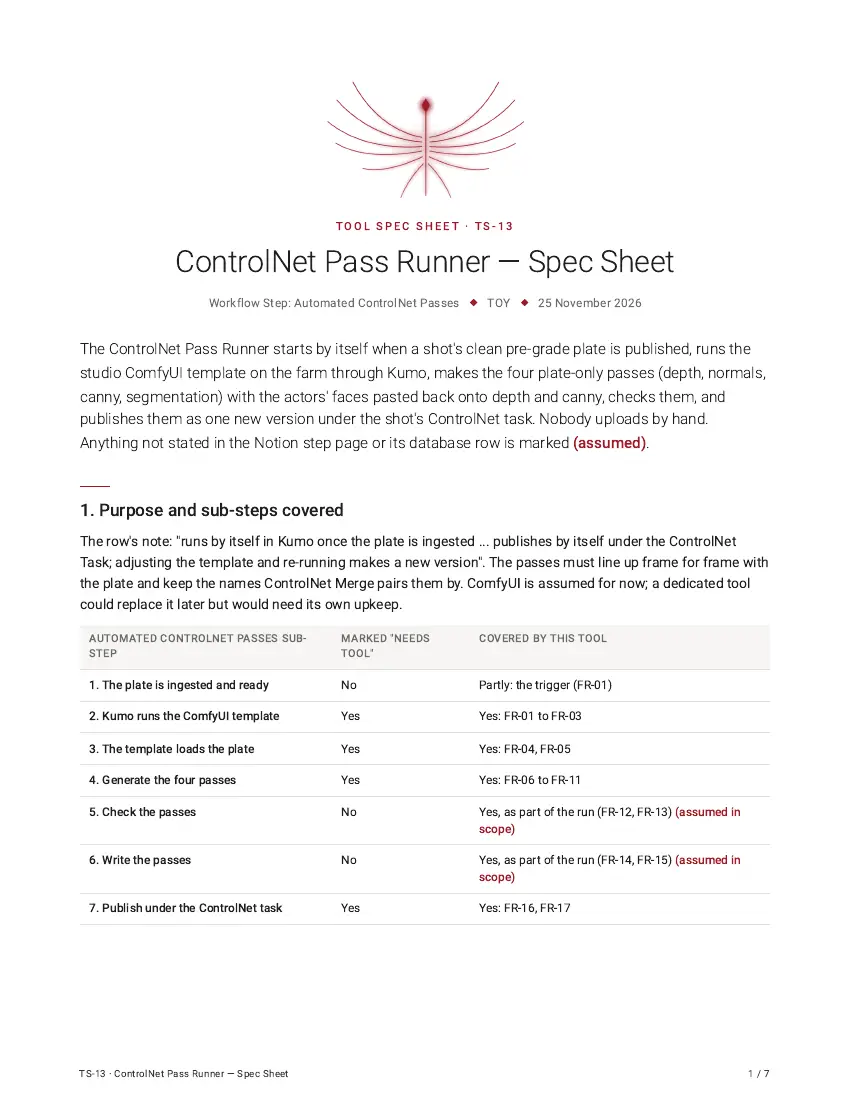 TOOL SPEC SHEET · TS-13
ControlNet Pass Runner — Spec Sheet
Workflow Step: Automated ControlNet Passes ◆ TOY ◆ 25 November 2026
The ControlNet Pass Runner starts by itself when a shot's clean pre-grade plate is published, runs the
studio ComfyUI template on the farm through Kumo, makes the four plate-only passes (depth, normals,
canny, segmentation) with the actors' faces pasted back onto depth and canny, checks them, and
publishes them as one new version under the shot's ControlNet task. Nobody uploads by hand.
Anything not stated in the Notion step page or its database row is marked (assumed).
1. Purpose and sub-steps covered
The row's note: "runs by itself in Kumo once the plate is ingested ... publishes by itself under the ControlNet
Task; adjusting the template and re-running makes a new version". The passes must line up frame for frame with
the plate and keep the names ControlNet Merge pairs them by. ComfyUI is assumed for now; a dedicated tool
could replace it later but would need its own upkeep.
AUTOMATED CONTROLNET PASSES SUB-
STEP
MARKED "NEEDS
TOOL"
COVERED BY THIS TOOL
1. The plate is ingested and ready
No
Partly: the trigger (FR-01)
2. Kumo runs the ComfyUI template
Yes
Yes: FR-01 to FR-03
3. The template loads the plate
Yes
Yes: FR-04, FR-05
4. Generate the four passes
Yes
Yes: FR-06 to FR-11
5. Check the passes
No
Yes, as part of the run (FR-12, FR-13) (assumed in
scope)
6. Write the passes
No
Yes, as part of the run (FR-14, FR-15) (assumed in
scope)
7. Publish under the ControlNet task
Yes
Yes: FR-16, FR-17
TS-13 · ControlNet Pass Runner — Spec Sheet
1 / 7